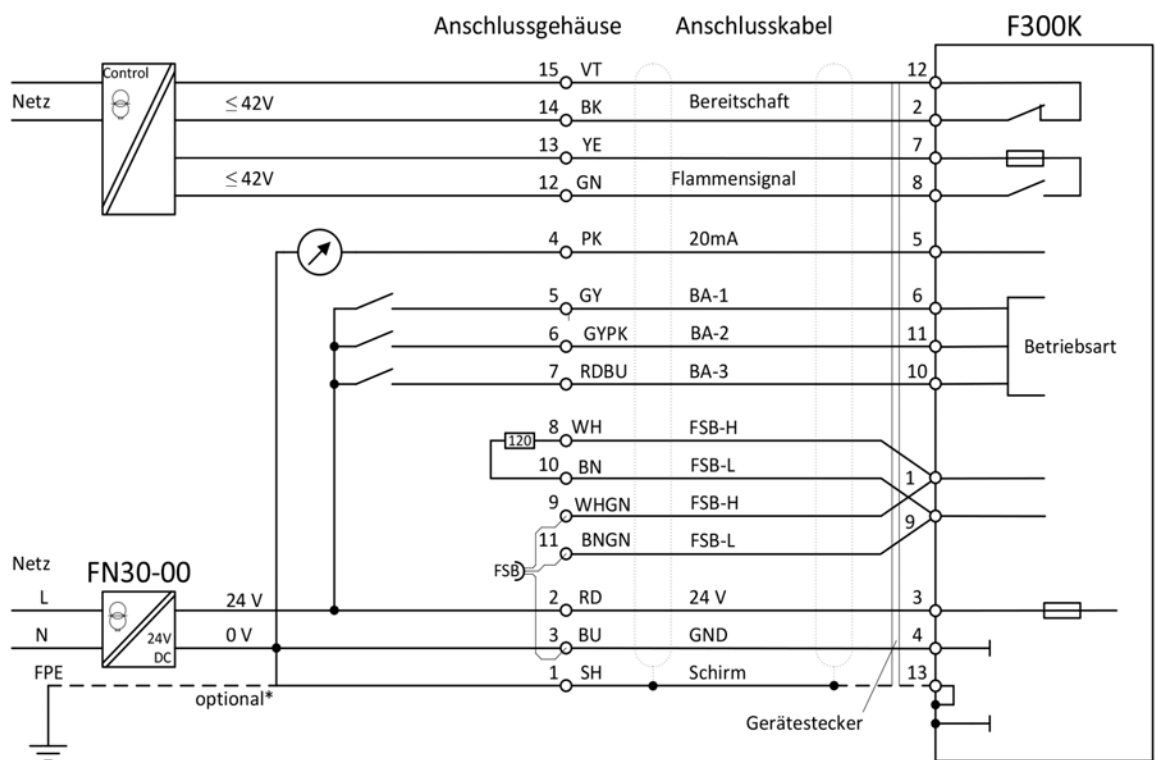 Anschlussgehäuse Anschlusskabel F300K
Control 15 VT 12
Netz ≤ 42V 14 BK Bereitschaft 2
13 YE 7
≤ 42V 12 GN Flammensignal 8
4 PK 20mA 5
5 GY BA-1 6
6 GYPK BA-2 11 Betriebsart
7 RDBU BA-3 10
120 8 WH FSB-H
10 BN FSB-L 1
9 WHGN FSB-H 9
11 BNGN FSB-L
FSB
Netz FN30-00
L 24 V 2 RD 24 V 3
N 24V DC 0 V 3 BU GND 4
FPE optional* 1 SH Schirm 13
Gerätestecker